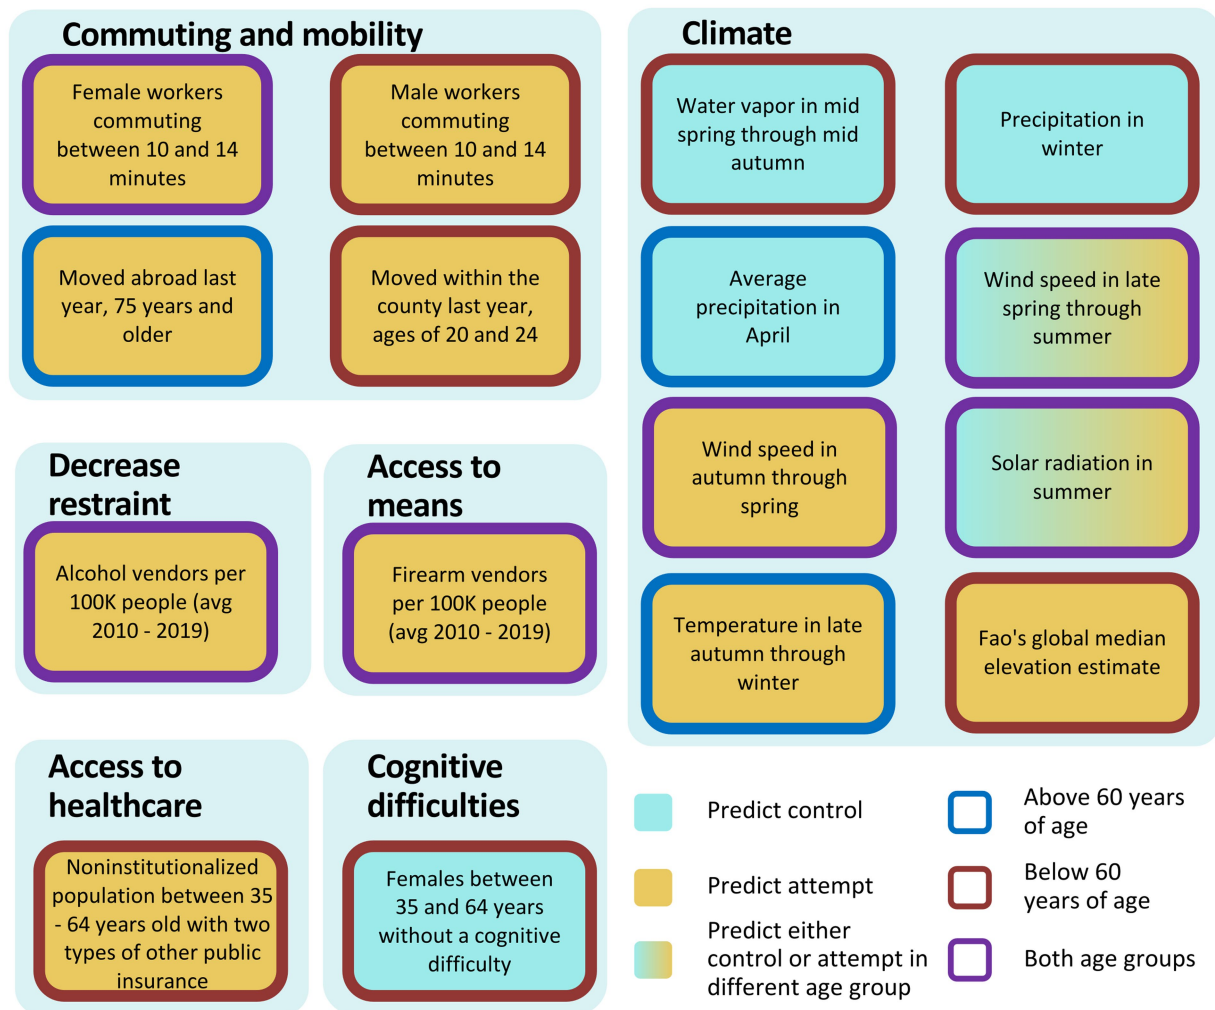 Commuting and mobility
Female workers
commuting
between 10 and 14
minutes
Male workers
commuting
between 10 and 14
minutes
Moved abroad last
year, 75 years and
older
Moved within the
county last year,
ages of 20 and 24
Decrease
restraint
Alcohol vendors per
100K people (avg
2010 - 2019)
Access to
means
Firearm vendors
per 100K people
(avg 2010 - 2019)
Access to
healthcare
Noninstitutionalized
population between 35
- 64 years old with two
types of other public
insurance
Cognitive
difficulties
Females between
35 and 64 years
without a cognitive
difficulty
Climate
Water vapor in mid
spring through mid
autumn
Precipitation in
winter
Average
precipitation in
April
Wind speed in late
spring through
summer
Wind speed in
autumn through
spring
Solar radiation in
summer
Temperature in late
autumn through
winter
Fao's global median
elevation estimate
Predict control
Predict attempt
Predict either
control or attempt in
different age group
Above 60 years
of age
Below 60
years of age
Both age groups